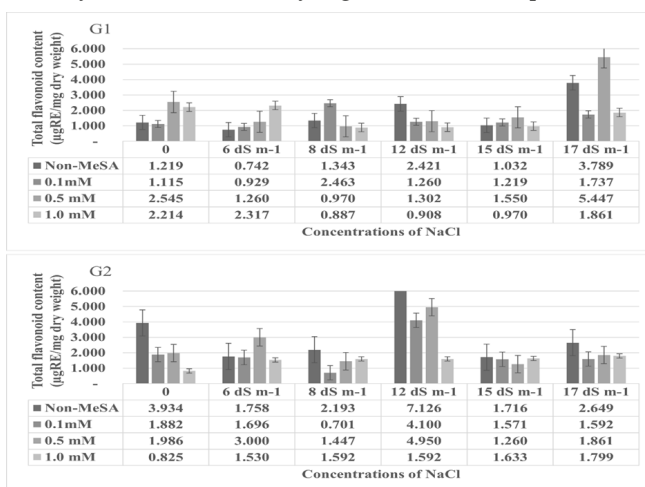 G1
Total flavonoid content
(µgRE/mg dry weight)
6.000
5.000
4.000
3.000
2.000
1.000
-
0 6 dS m-1 8 dS m-1 12 dS m-1 15 dS m-1 17 dS m-1
Non-MeSA 1.219 0.742 1.343 2.421 1.032 3.789
0.1mM 1.115 0.929 2.463 1.260 1.219 1.737
0.5 mM 2.545 1.260 0.970 1.302 1.550 5.447
1.0 mM 2.214 2.317 0.887 0.908 0.970 1.861
Concentrations of NaCl
G2
Total flavonoid content
(µgRE/mg dry weight)
6.000
5.000
4.000
3.000
2.000
1.000
-
0 6 dS m-1 8 dS m-1 12 dS m-1 15 dS m-1 17 dS m-1
Non-MeSA 3.934 1.758 2.193 7.126 1.716 2.649
0.1mM 1.882 1.696 0.701 4.100 1.571 1.592
0.5 mM 1.986 3.000 1.447 4.950 1.260 1.861
1.0 mM 0.825 1.530 1.592 1.592 1.633 1.799
Concentrations of NaCl